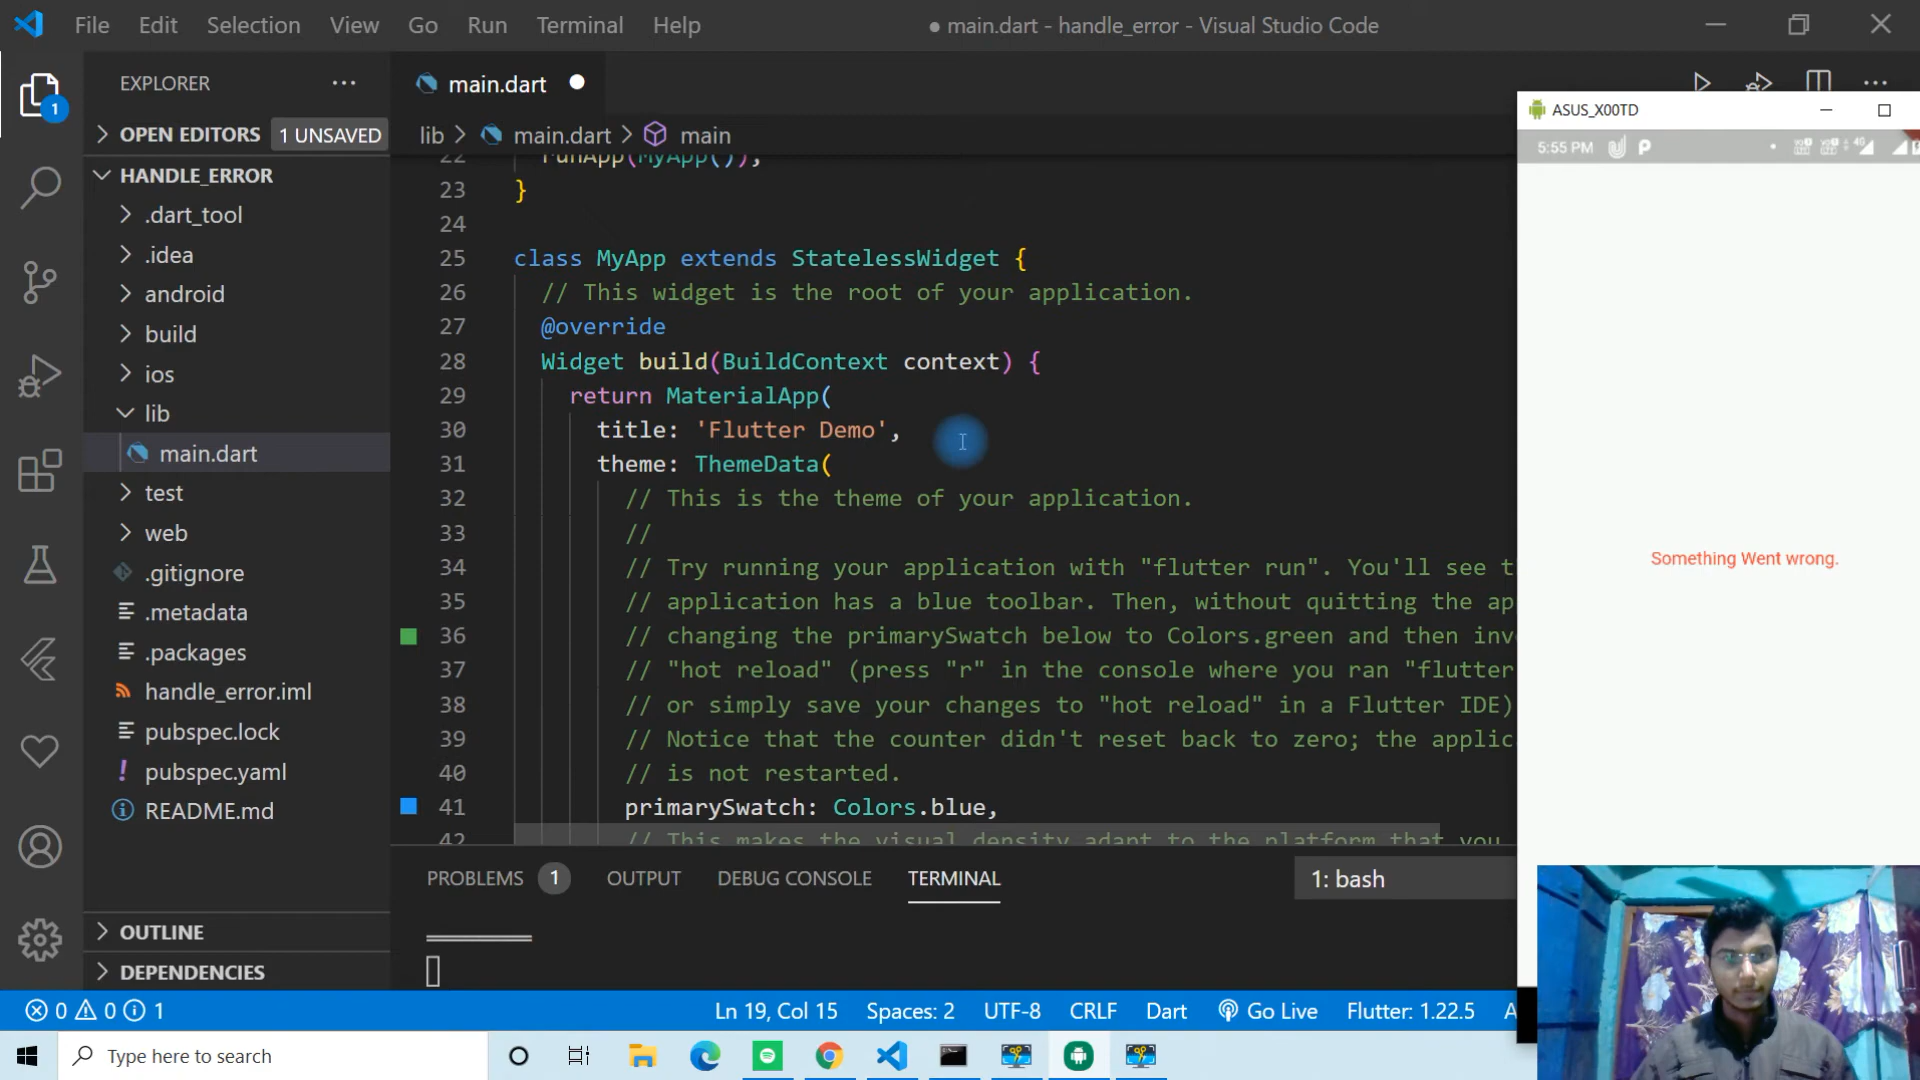 File Edit Selection View Go Run Terminal Help
● main.dart - handle_error - Visual Studio Code
EXPLORER
main.dart
OPEN EDITORS 1 UNSAVED
HANDLE_ERROR
.dart_tool
.idea
android
build
ios
lib
main.dart
test
web
.gitignore
.metadata
.packages
handle_error.iml
pubspec.lock
pubspec.yaml
README.md
OUTLINE
DEPENDENCIES
1
lib > main.dart > main
22 runApp(MyApp());
23 }
24
25 class MyApp extends StatelessWidget {
26 // This widget is the root of your application.
27 @override
28 Widget build(BuildContext context) {
29 return MaterialApp(
30 title: 'Flutter Demo',
31 theme: ThemeData(
32 // This is the theme of your application.
33 //
34 // Try running your application with "flutter run". You'll see
35 // application has a blue toolbar. Then, without quitting the
36 // changing the primarySwatch below to Colors.green and then
37 // "hot reload" (press "r" in the console where you ran "flutter
38 // or simply save your changes to "hot reload" in a Flutter IDE)
39 // Notice that the counter didn't reset back to zero; the
40 // is not restarted.
41 primarySwatch: Colors.blue,
42 // This makes the visual density adapt to the platform that you
PROBLEMS 1 OUTPUT DEBUG CONSOLE TERMINAL
1: bash
ASUS_X00TD
5:55 PM
4G
Something Went wrong.
0 0 1
Ln 19, Col 15 Spaces: 2 UTF-8 CRLF Dart Go Live Flutter: 1.22.5
Type here to search